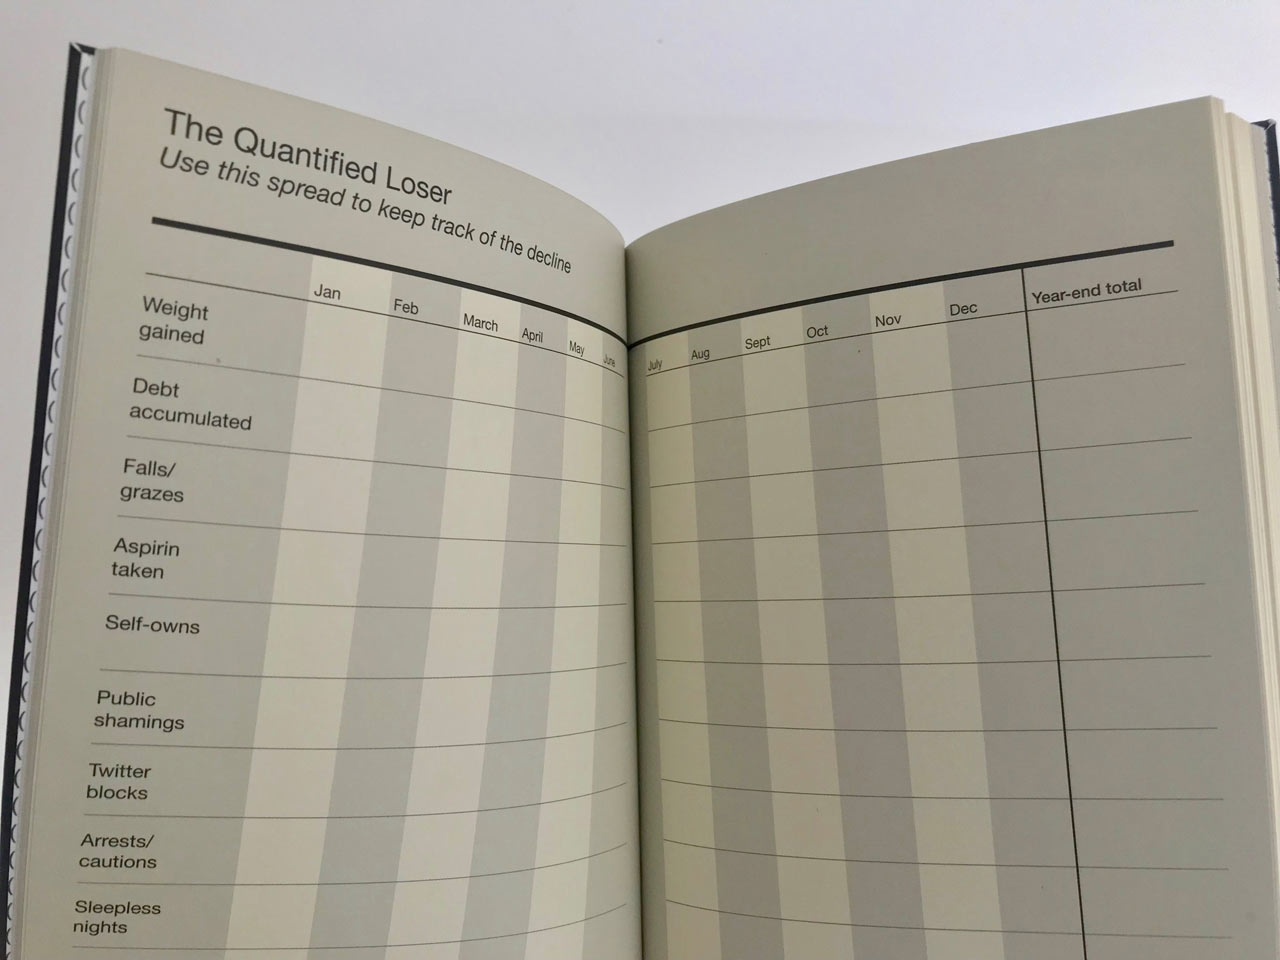 The Quantified Loser
Use this spread to keep track of the decline
Jan Feb March April May June July Aug Sept Oct Nov Dec Year-end total
Weight
gained
Debt
accumulated
Falls/
grazes
Aspirin
taken
Self-owns
Public
shamings
Twitter
blocks
Arrests/
cautions
Sleepless
nights